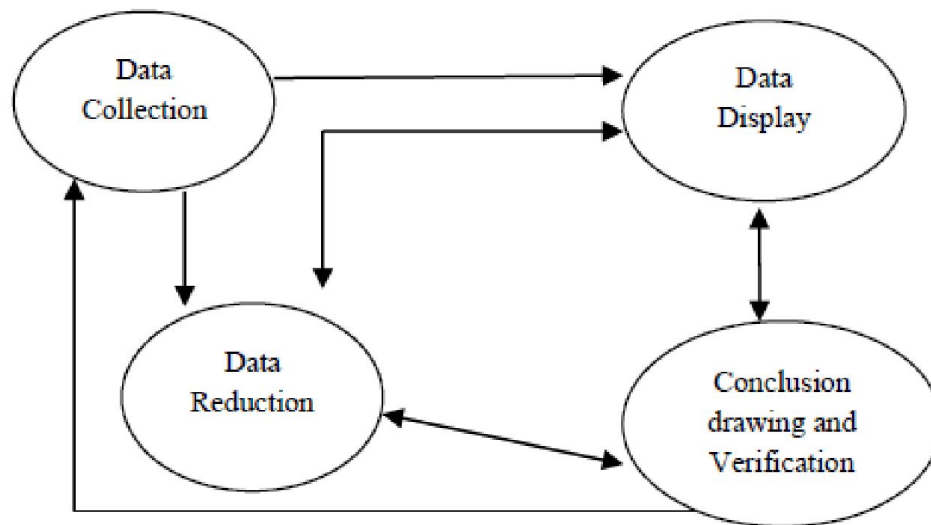 Data
Collection
Data
Display
Data
Reduction
Conclusion
drawing and
Verification